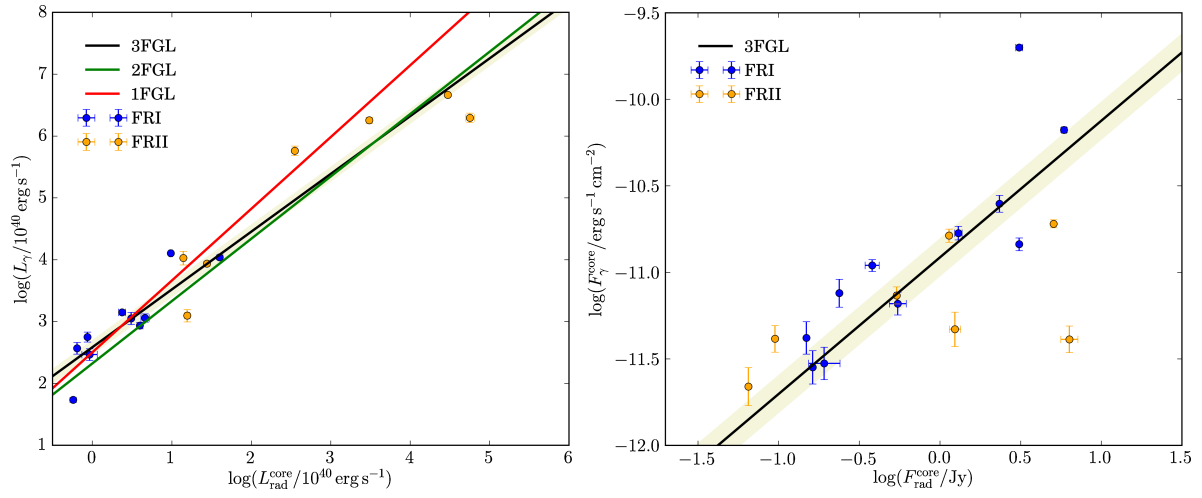 8
7
6
5
4
3
2
1
log(L_γ/10^40 erg s^−1)
3FGL
2FGL
1FGL
FRI
FRII
0 1 2 3 4 5 6
log(L_rad^core/10^40 erg s^−1)
−9.5
−10.0
−10.5
−11.0
−11.5
−12.0
log(F_γ^core/erg s^−1 cm^−2)
3FGL
FRI
FRII
−1.5 −1.0 −0.5 0.0 0.5 1.0 1.5
log(F_rad^core/Jy)